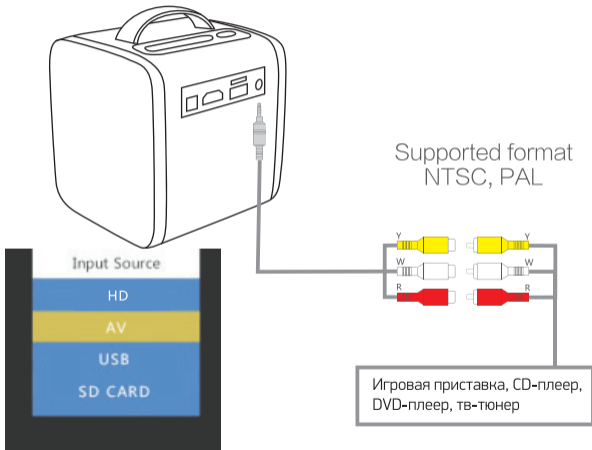 Supported format
NTSC, PAL
Y
Y
W
W
R
R
Input Source
HD
AV
USB
SD CARD
Игровая приставка, CD-плеер,
DVD-плеер, тв-тюнер